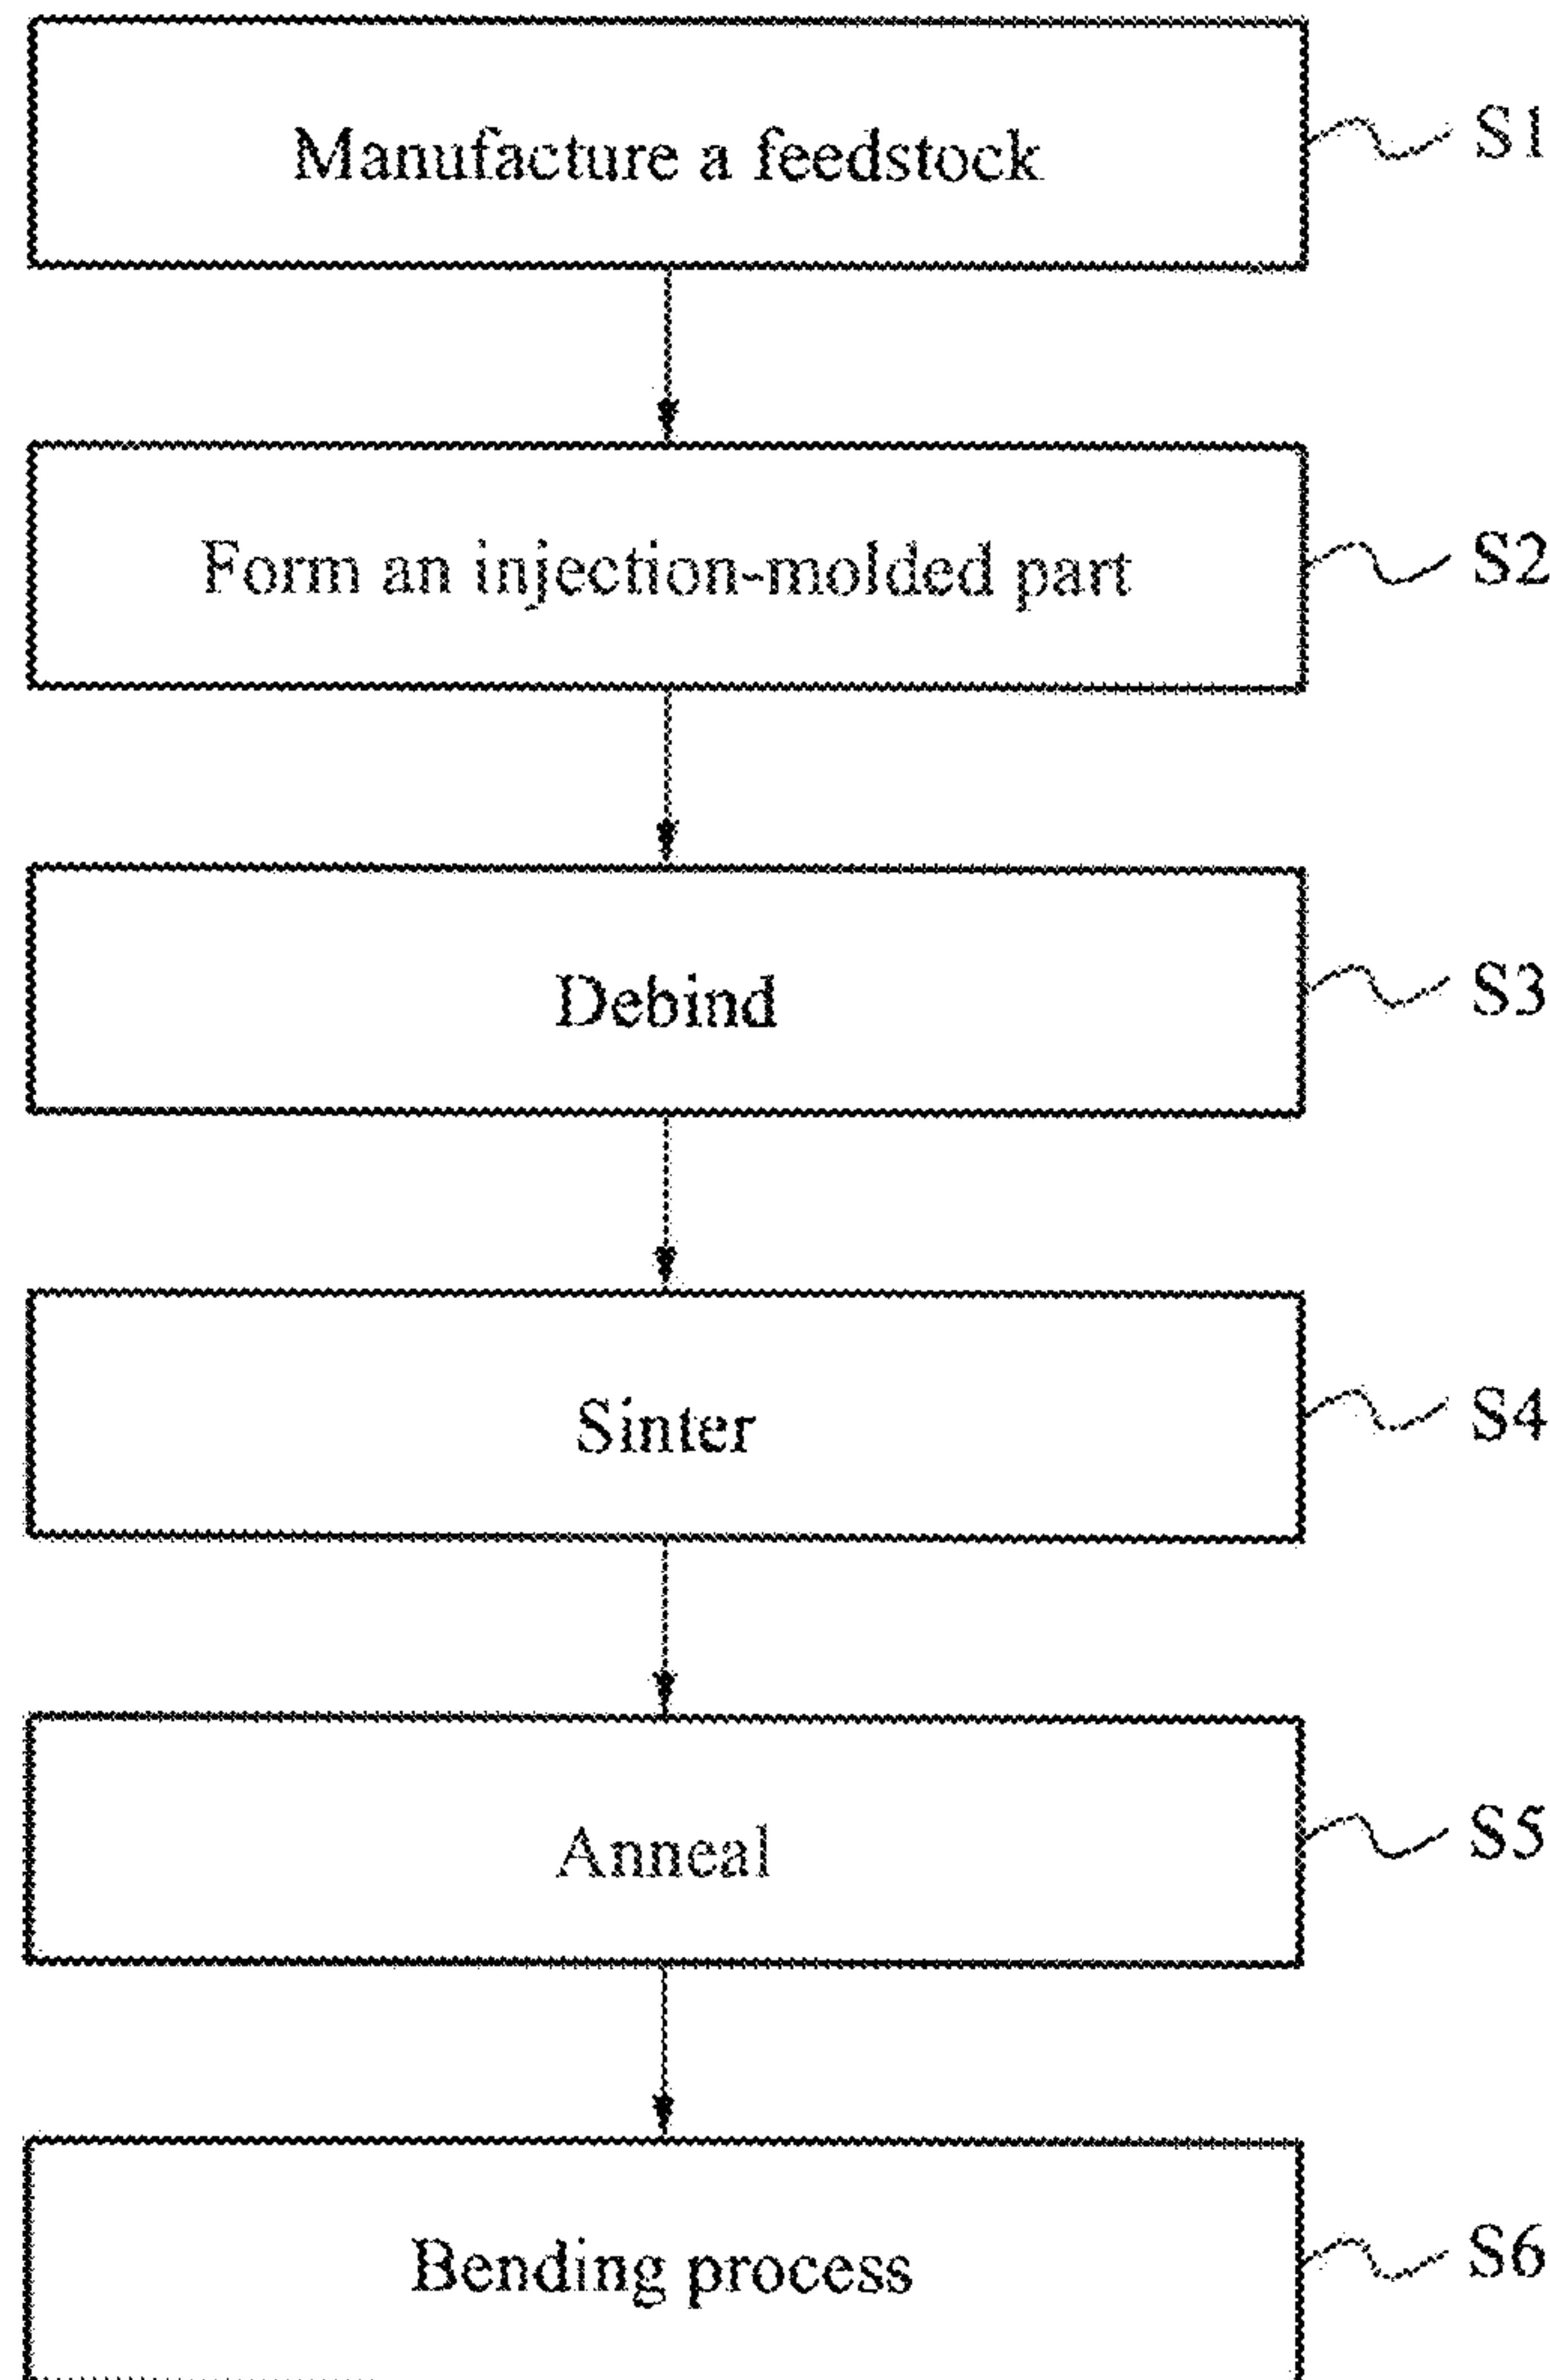 Manufacture a feedstock
S1
Form an injection-molded part
S2
Debind
S3
Sinter
S4
Anneal
S5
Bending process
S6